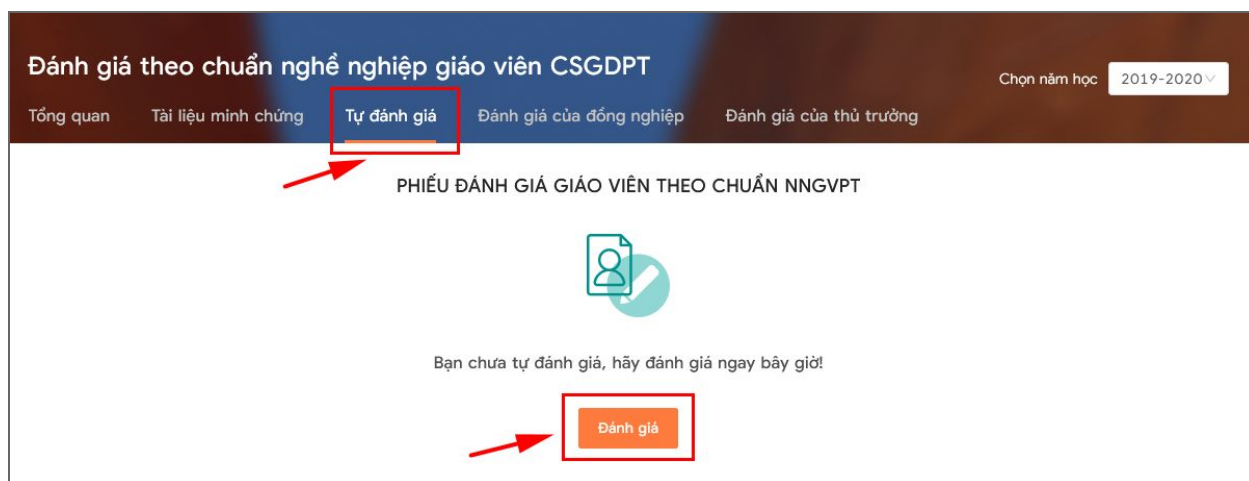 Đánh giá theo chuẩn nghề nghiệp giáo viên CSGDPT
Chọn năm học 2019-2020
Tổng quan Tài liệu minh chứng Tự đánh giá Đánh giá của đồng nghiệp Đánh giá của thủ trưởng
PHIẾU ĐÁNH GIÁ GIÁO VIÊN THEO CHUẨN NNGVPT
Bạn chưa tự đánh giá, hãy đánh giá ngay bây giờ!
Đánh giá